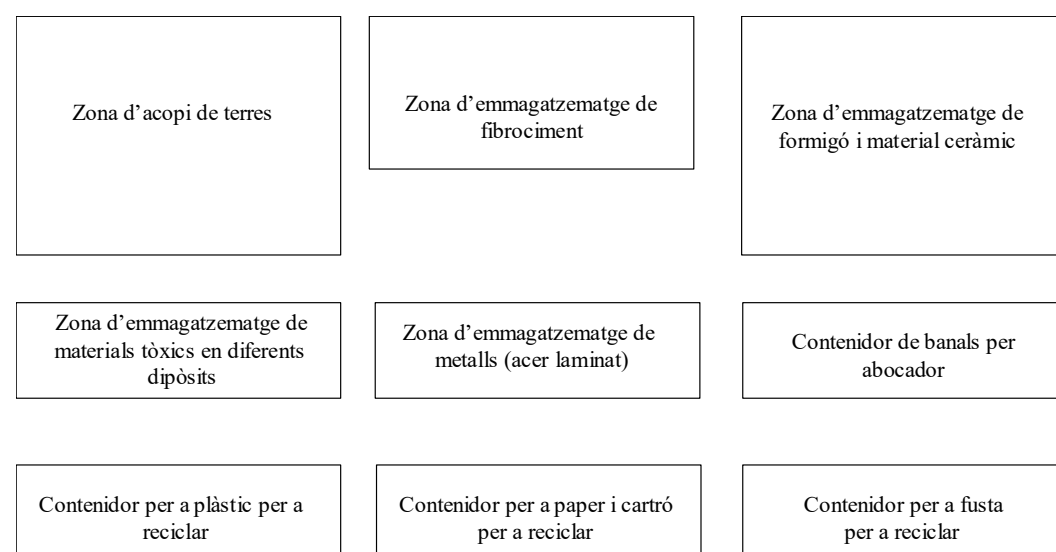 Zona d’acopi de terres
Zona d’emmagatzematge de
fibrociment
Zona d’emmagatzematge de
formigó i material ceràmic
Zona d’emmagatzematge de
materials tòxics en diferents
dipòsits
Zona d’emmagatzematge de
metalls (acer laminat)
Contenidor de banals per
abocador
Contenidor per a plàstic per a
reciclar
Contenidor per a paper i cartró
per a reciclar
Contenidor per a fusta
per a reciclar